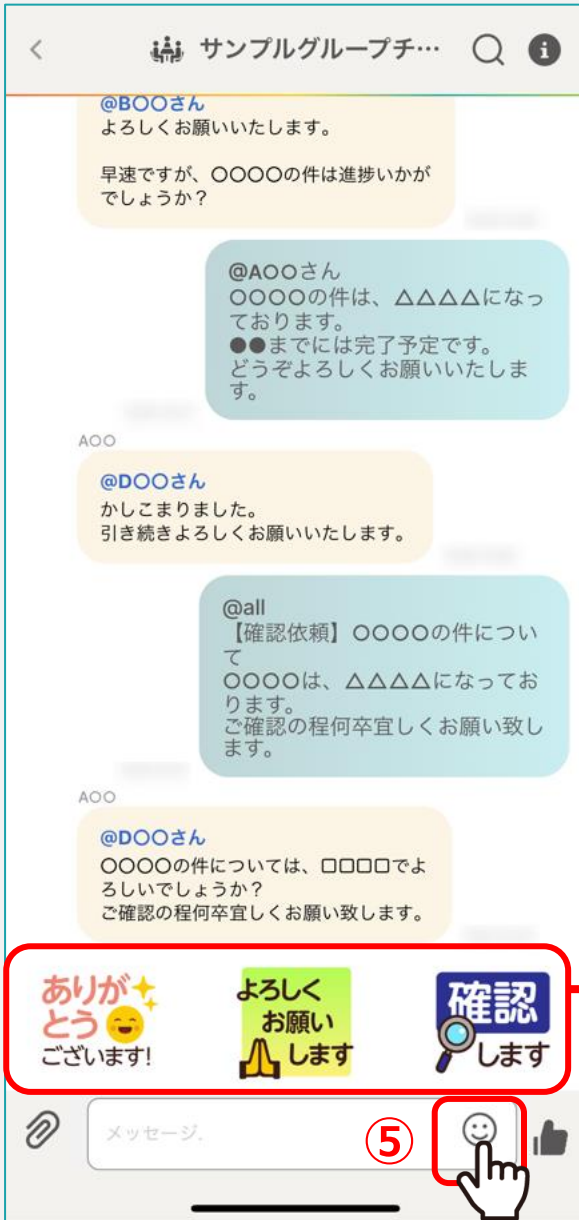 サンプルグループチ…
@B〇〇さん
よろしくお願いいたします。
早速ですが、〇〇〇〇の件は進捗いかが
でしょうか？
@A〇〇さん
〇〇〇〇の件は、△△△△になっ
ております。
●●までには完了予定です。
どうぞよろしくお願いいたしま
す。
A〇〇
@D〇〇さん
かしこまりました。
引き続きよろしくお願いいたします。
@all
【確認依頼】〇〇〇〇の件につい
て
〇〇〇〇は、△△△△になってお
ります。
ご確認の程何卒宜しくお願い致し
ます。
A〇〇
@D〇〇さん
〇〇〇〇の件については、□□□□でよ
ろしいでしょうか？
ご確認の程何卒宜しくお願い致します。
ありが
とう
ございます!
よろしく
お願い
します
確認
します
メッセージ.
⑤